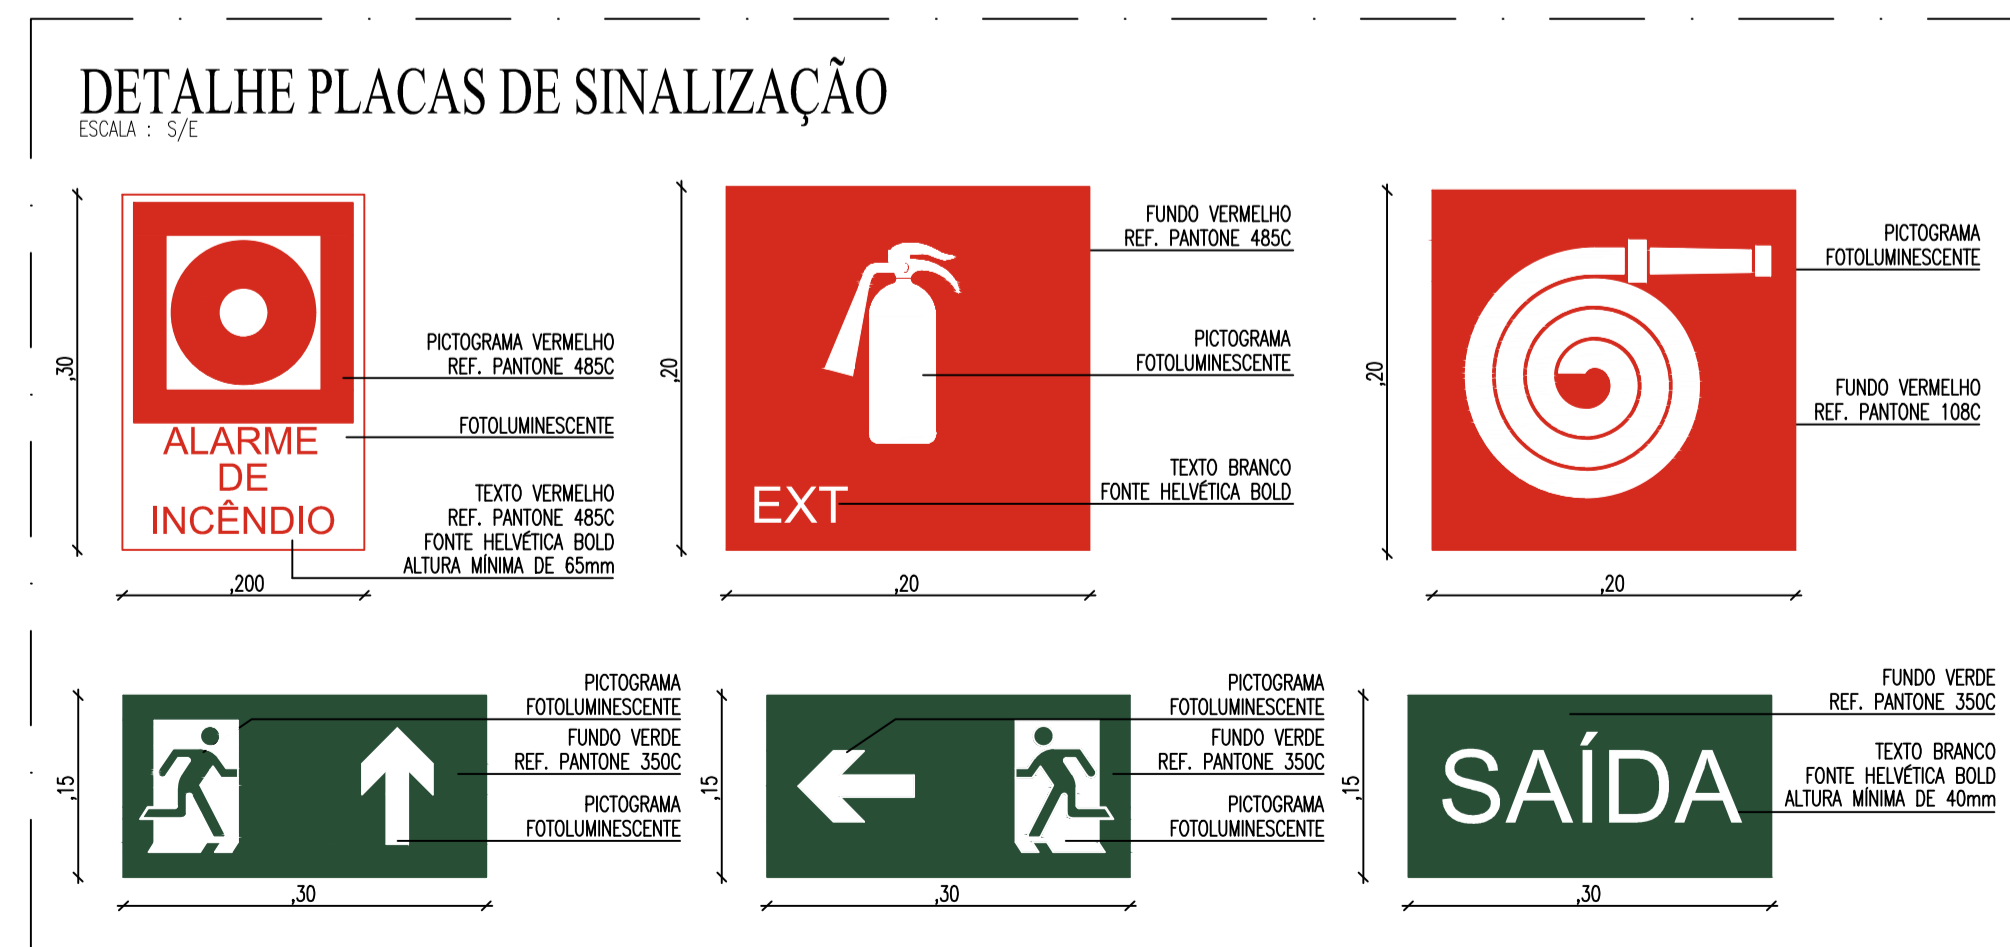 DETALHE PLACAS DE SINALIZAÇÃO
ESCALA : S/E
,30
ALARME
DE
INCÊNDIO
,200
PICTOGRAMA VERMELHO
REF. PANTONE 485C
FOTOLUMINESCENTE
TEXTO VERMELHO
REF. PANTONE 485C
FONTE HELVÉTICA BOLD
ALTURA MÍNIMA DE 65mm
,20
EXT
,20
FUNDO VERMELHO
REF. PANTONE 485C
PICTOGRAMA
FOTOLUMINESCENTE
TEXTO BRANCO
FONTE HELVÉTICA BOLD
,20
,20
PICTOGRAMA
FOTOLUMINESCENTE
FUNDO VERMELHO
REF. PANTONE 108C
,15
,30
PICTOGRAMA
FOTOLUMINESCENTE
FUNDO VERDE
REF. PANTONE 350C
PICTOGRAMA
FOTOLUMINESCENTE
,15
,30
PICTOGRAMA
FOTOLUMINESCENTE
FUNDO VERDE
REF. PANTONE 350C
PICTOGRAMA
FOTOLUMINESCENTE
,15
SAÍDA
,30
FUNDO VERDE
REF. PANTONE 350C
TEXTO BRANCO
FONTE HELVÉTICA BOLD
ALTURA MÍNIMA DE 40mm